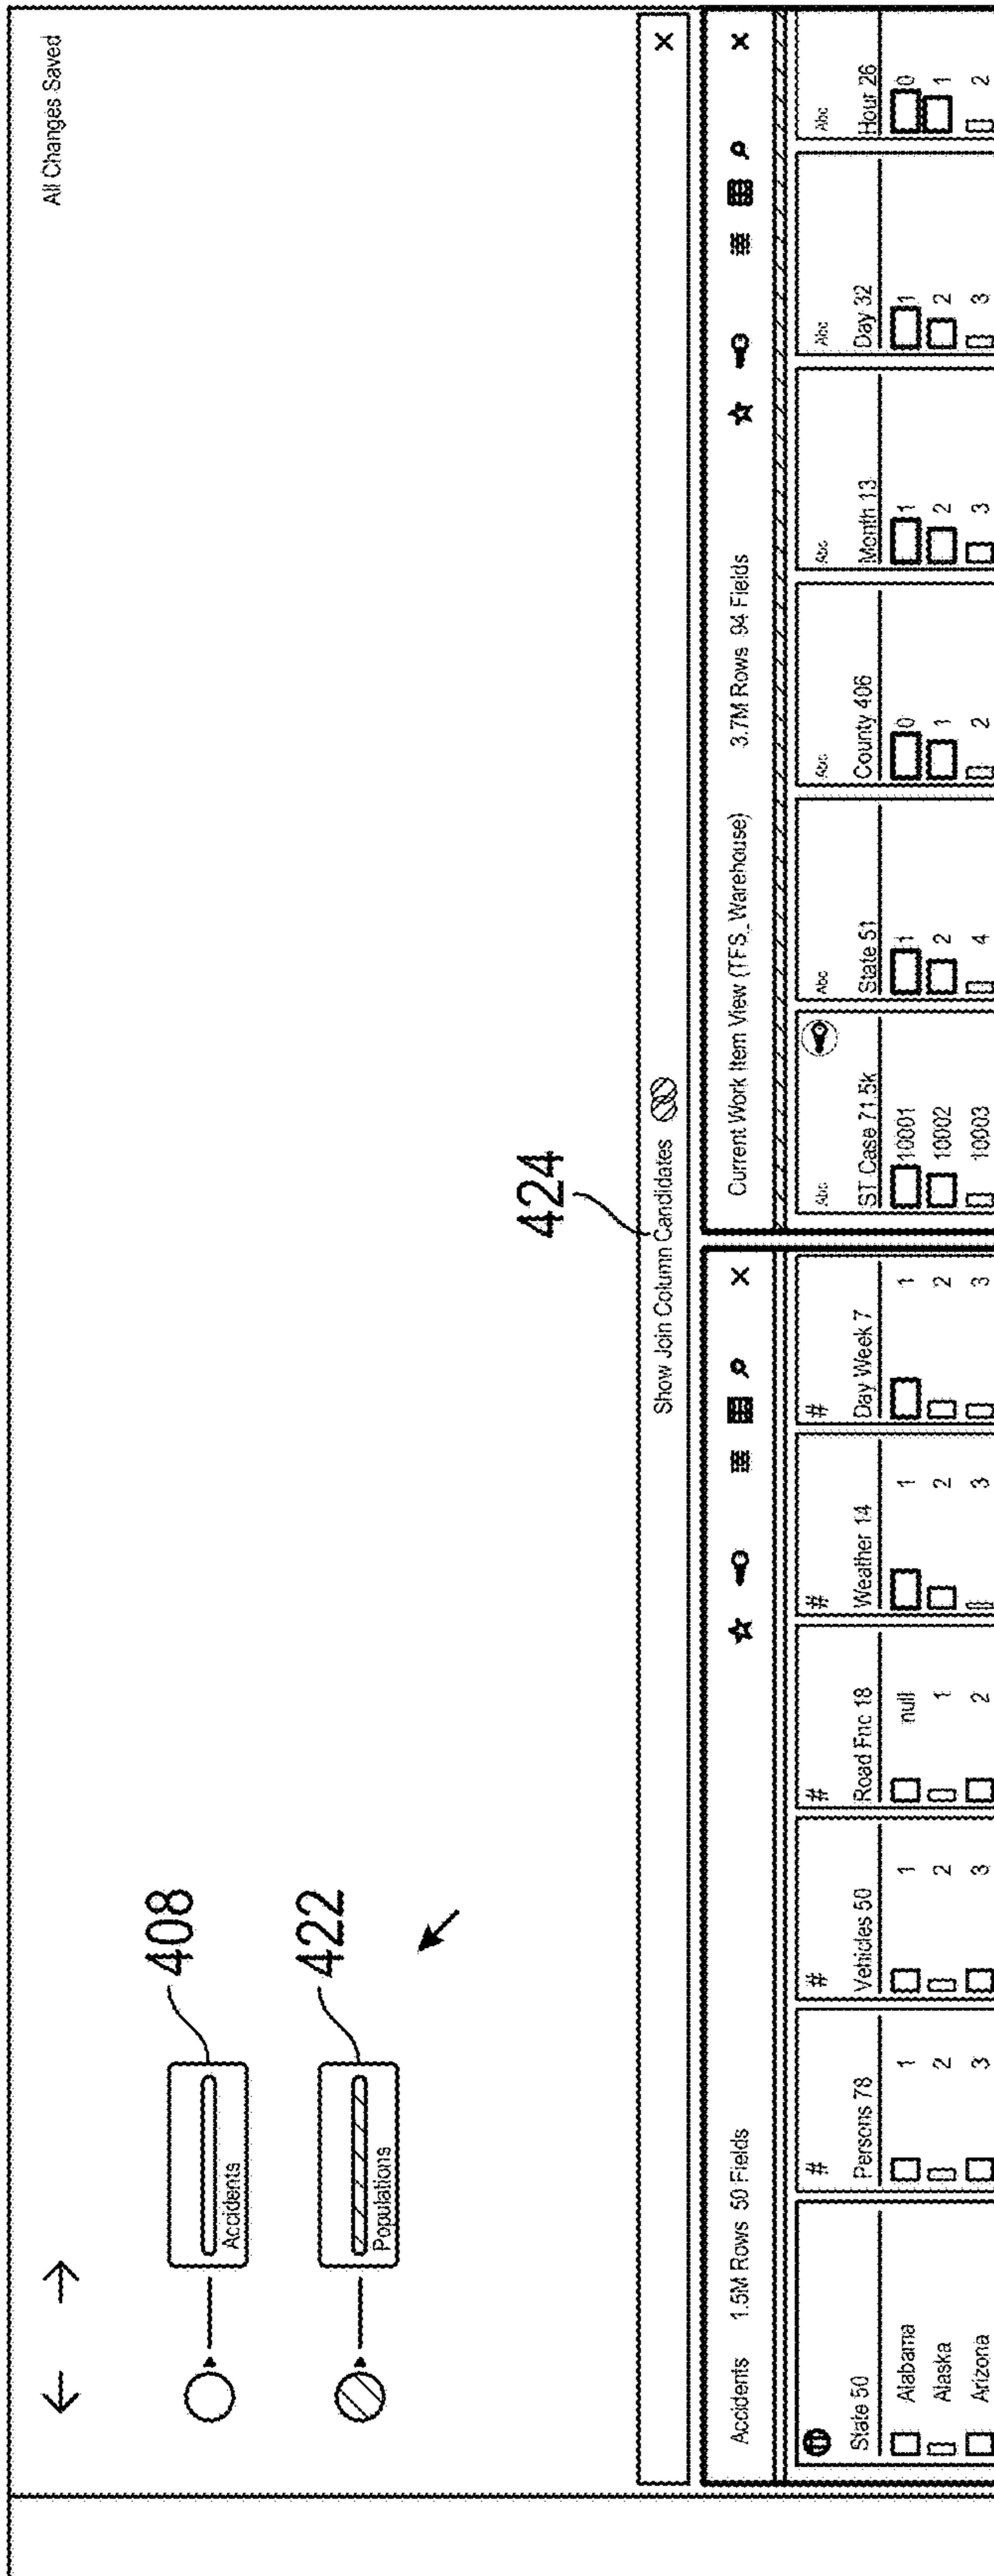 All Changes Saved
408
Accidents
422
Populations
424
Show Join Column Candidates
Accidents 1.5M Rows 50 Fields
State 50
Alabama
Alaska
Arizona
#
Persons 78
1
2
3
#
Vehicles 50
1
2
3
#
Road Fnc 18
null
1
2
#
Weather 14
1
2
3
#
Day Week 7
1
2
3
Current Work Item View (TFS_Warehouse) 3.7M Rows 94 Fields
Abc
ST Case 71.5k
10001
10002
10003
Abc
State 51
1
2
4
Abc
County 406
0
1
2
Abc
Month 13
1
2
3
Abc
Day 32
1
2
3
Abc
Hour 26
0
1
2